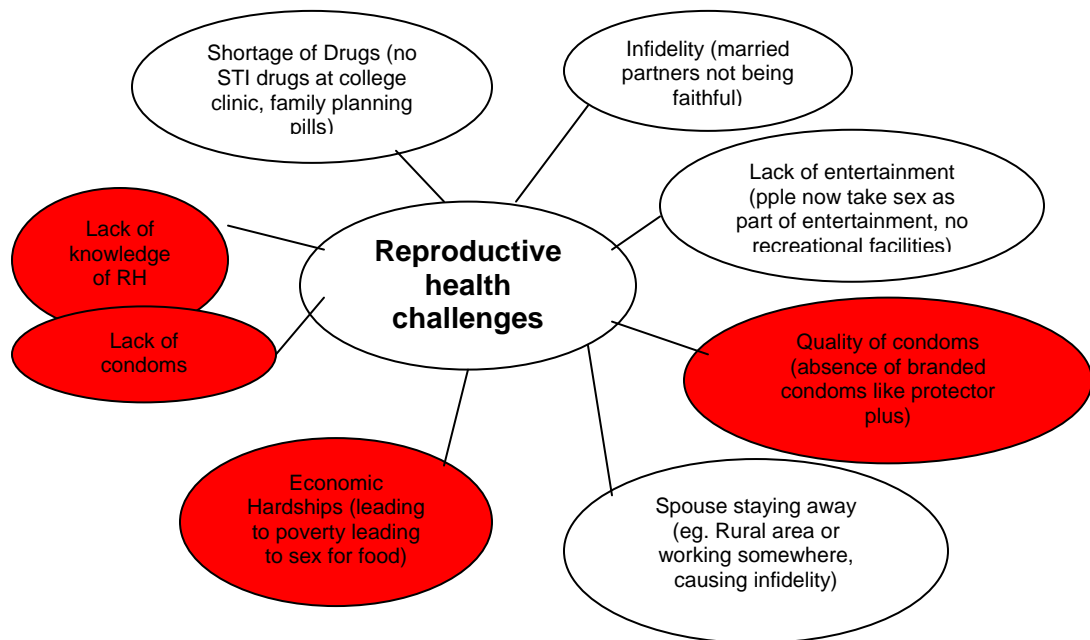 Shortage of Drugs (no
STI drugs at college
clinic, family planning
pills)
Infidelity (married
partners not being
faithful)
Lack of entertainment
(pple now take sex as
part of entertainment, no
recreational facilities)
Lack of
knowledge
of RH
Reproductive
health
challenges
Lack of
condoms
Quality of condoms
(absence of branded
condoms like protector
plus)
Economic
Hardships (leading
to poverty leading
to sex for food)
Spouse staying away
(eg. Rural area or
working somewhere,
causing infidelity)